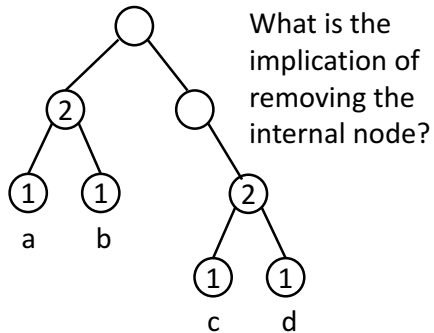 What is the
implication of
removing the
internal node?
2
1 1
a b
2
1 1
c d